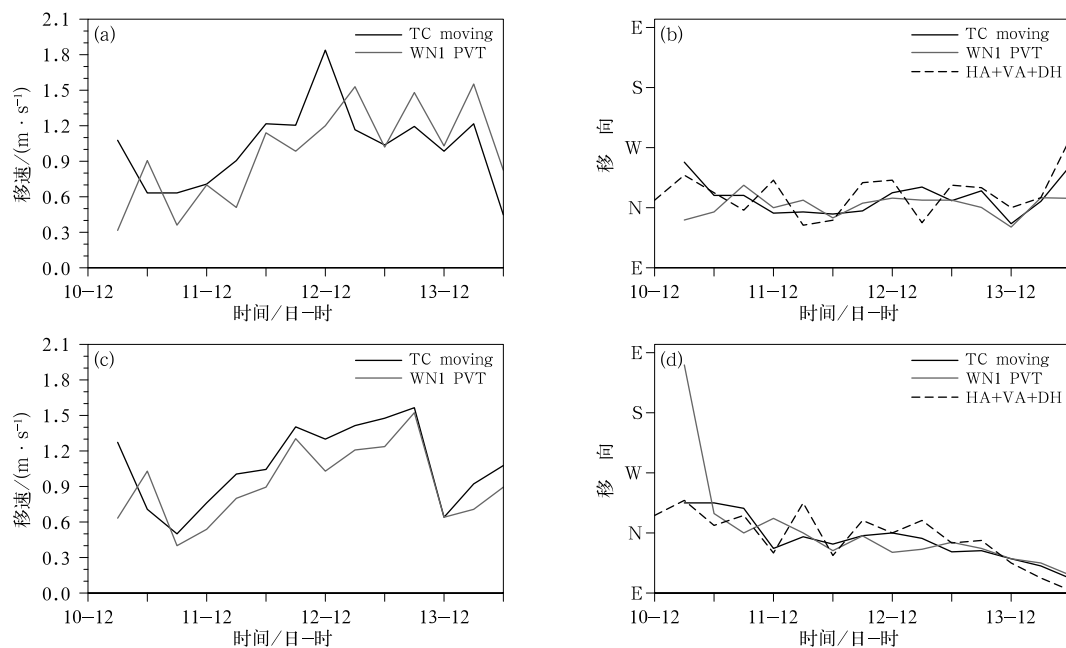 (a)
TC moving
WN1 PVT
2.1
1.8
1.5
1.2
0.9
0.6
0.3
0.0
移速/(m·s⁻¹)
10-12
11-12
12-12
13-12
时间/日-时
(b)
TC moving
WN1 PVT
HA+VA+DH
E
S
W
N
E
移向
10-12
11-12
12-12
13-12
时间/日-时
(c)
TC moving
WN1 PVT
2.1
1.8
1.5
1.2
0.9
0.6
0.3
0.0
移速/(m·s⁻¹)
10-12
11-12
12-12
13-12
时间/日-时
(d)
TC moving
WN1 PVT
HA+VA+DH
E
S
W
N
E
移向
10-12
11-12
12-12
13-12
时间/日-时